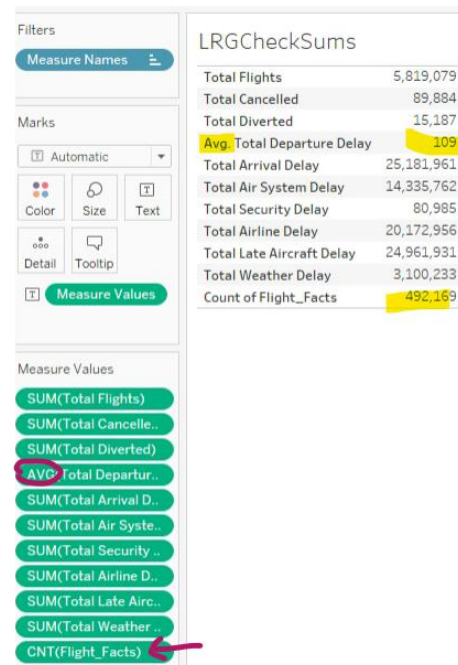 Filters
Measure Names
Marks
Automatic
Color Size Text
Detail Tooltip
Measure Values
Measure Values
SUM(Total Flights)
SUM(Total Cancelle..
SUM(Total Diverted)
AVG(Total Departur..
SUM(Total Arrival D..
SUM(Total Air Syste..
SUM(Total Security ..
SUM(Total Airline D..
SUM(Total Late Airc..
SUM(Total Weather ..
CNT(Flight_Facts)
LRGCheckSums
Total Flights 5,819,079
Total Cancelled 89,884
Total Diverted 15,187
Avg. Total Departure Delay 109
Total Arrival Delay 25,181,961
Total Air System Delay 14,335,762
Total Security Delay 80,985
Total Airline Delay 20,172,956
Total Late Aircraft Delay 24,961,931
Total Weather Delay 3,100,233
Count of Flight_Facts 492,169